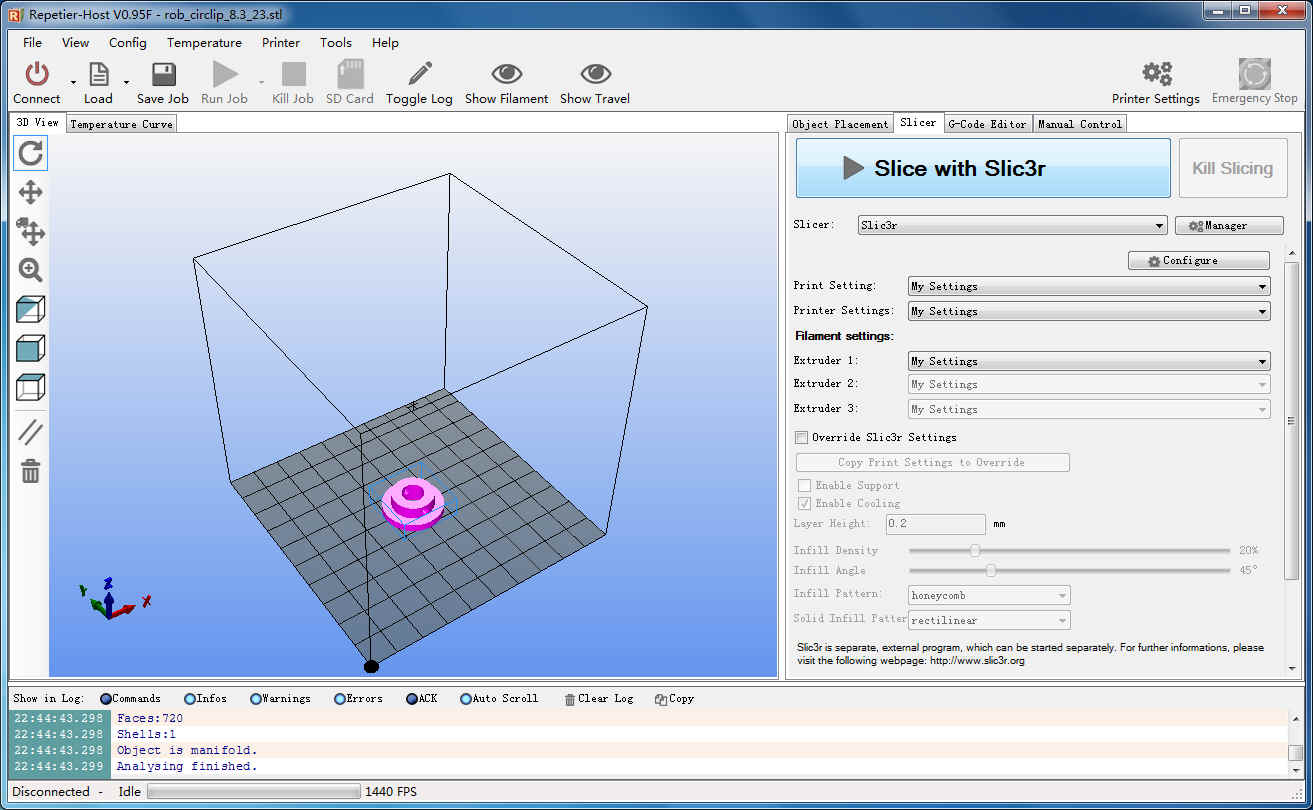 Repetier-Host V0.95F - rob_circlip_8.3_23.stl
File View Config Temperature Printer Tools Help
Connect Load Save Job Run Job Kill Job SD Card Toggle Log Show Filament Show Travel Printer Settings Emergency Stop
3D View Temperature Curve
Object Placement Slicer G-Code Editor Manual Control
Slice with Slic3r Kill Slicing
Slicer: Slic3r Manager
Configure
Print Setting: My Settings
Printer Settings: My Settings
Filament settings:
Extruder 1: My Settings
Extruder 2: My Settings
Extruder 3: My Settings
Override Slic3r Settings
Copy Print Settings to Override
Enable Support
Enable Cooling
Layer Height: 0.2 mm
Infill Density 20%
Infill Angle 45°
Infill Pattern: honeycomb
Solid Infill Patter rectilinear
Slic3r is separate, external program, which can be started separately. For further informations, please
visit the following webpage: http://www.slic3r.org
Z
Y X
Show in Log: Commands Infos Warnings Errors ACK Auto Scroll Clear Log Copy
22:44:43.298 Faces:720
22:44:43.298 Shells:1
22:44:43.298 Object is manifold.
22:44:43.299 Analysing finished.
Disconnected - Idle 1440 FPS